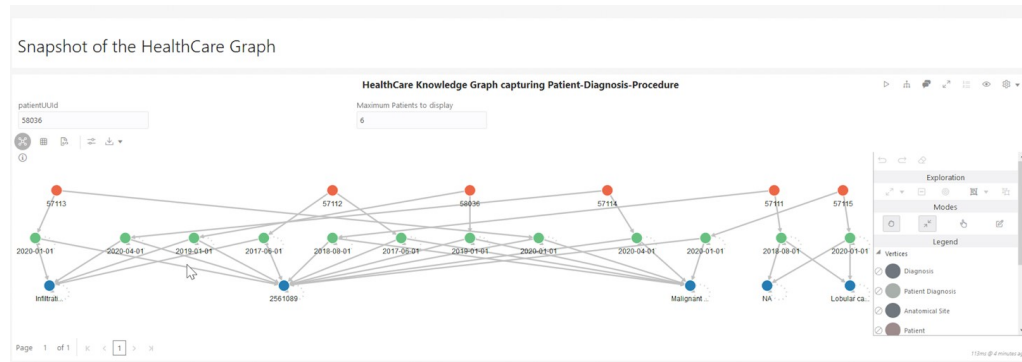 Snapshot of the HealthCare Graph
HealthCare Knowledge Graph capturing Patient-Diagnosis-Procedure
patientUUId
Maximum Patients to display
58036
6
Exploration
Modes
Legend
Vertices
Diagnosis
Patient Diagnosis
Anatomical Site
Patient
57113
57112
58036
57114
57111
57115
2020-01-01
2020-04-01
2019-01-01
2017-06-01
2018-08-01
2017-06-01
2019-01-01
2020-01-01
2020-04-01
2020-01-01
2018-08-01
2020-01-01
Infiltrati...
2561089
Malignant ...
NA
Lobular ca...
Page 1 of 1
1